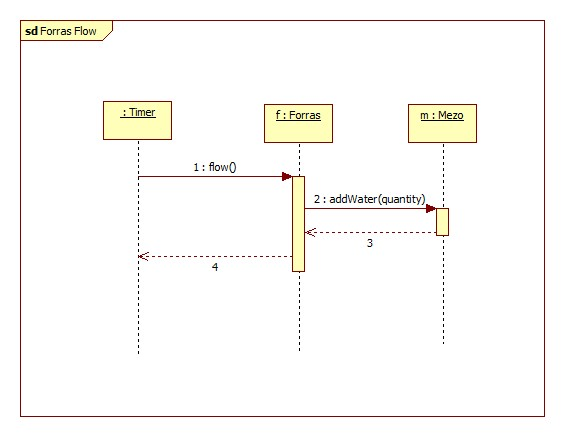 sd Forras Flow
: Timer
f : Forras
m : Mezo
1 : flow()
2 : addWater(quantity)
3
4